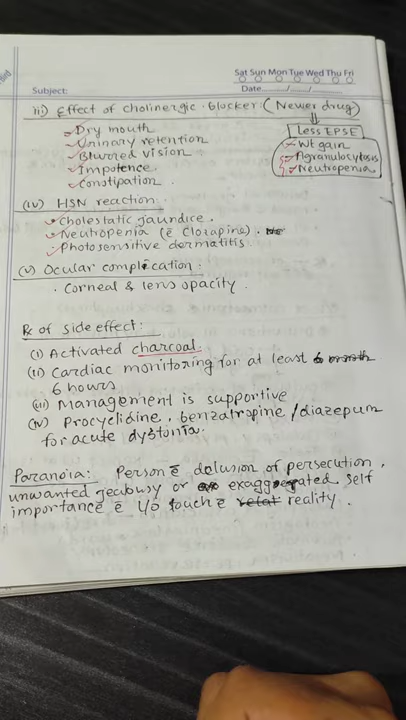 Sat Sun Mon Tue Wed Thu Fri
Subject: Date
iii) Effect of cholinergic blocker: (Newer drug)
Less EPSE
Dry mouth
Urinary retention
Blurred vision
Impotence
Constipation.
Wt gain
Agranulocytosis
Neutropenia
(iv) HSN reaction:
Cholestatic jaundice.
Neutropenia (c̄ Clozapine).
Photosensitive dermatitis
(v) Ocular complication:
. Corneal & lens opacity.
Rx of side effect:
(i) Activated charcoal
(ii) Cardiac monitoring for at least
6 hours
(iii) Management is supportive
(iv) Procyclidine, benzatropine /diazepum
for acute dystonia.
Paranoia: Person c̄ delusion of persecution,
unwanted jeabusy or exaggerated self
importance c̄ l/o touch c̄ reality.